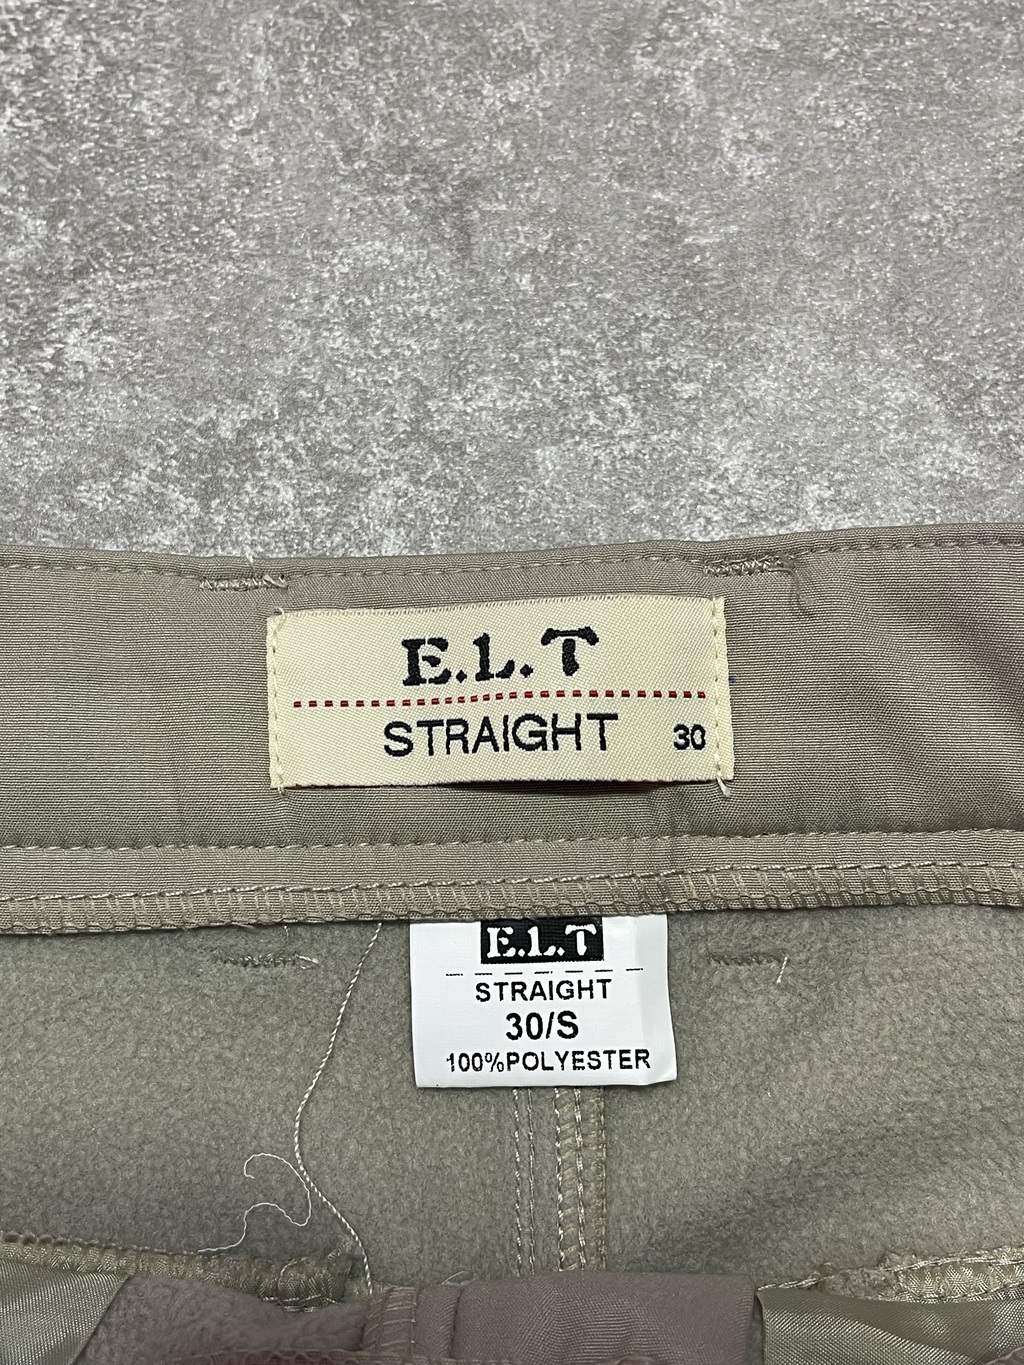 E.L.T
STRAIGHT 30
E.L.T
STRAIGHT
30/S
100%POLYESTER